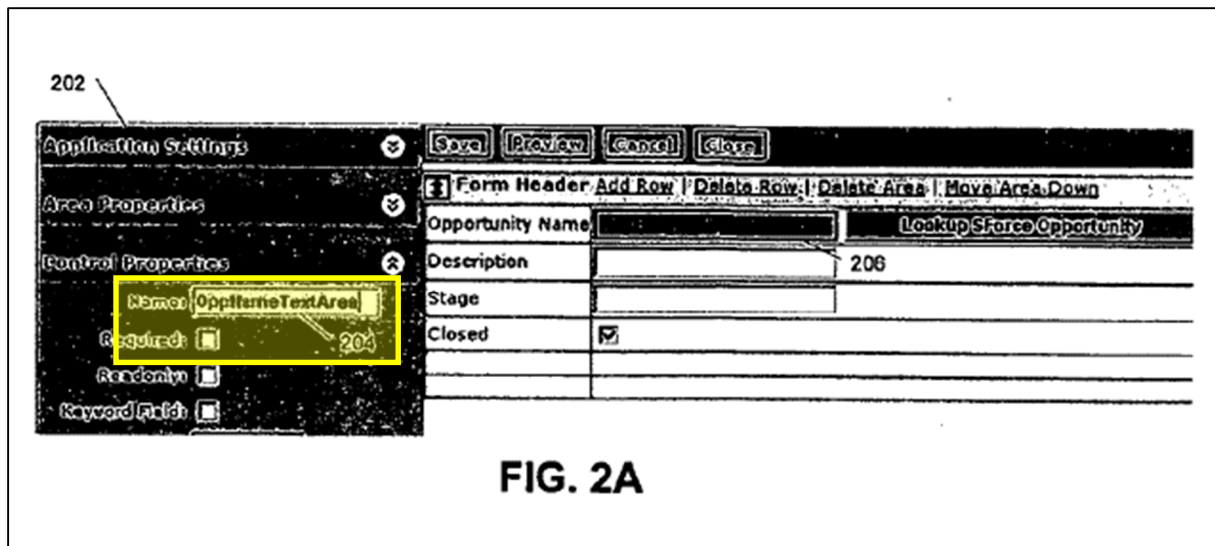 202
Application Settings
Save Preview Cancel Close
Form Header Add Row | Delete Row | Delete Area | Move Area Down
Area Properties
Opportunity Name Lookup SForce Opportunity
Control Properties
Description 206
Name: OppNameTextArea
Stage
Required: 204
Closed
Readonly:
Keyword Field:
FIG. 2A